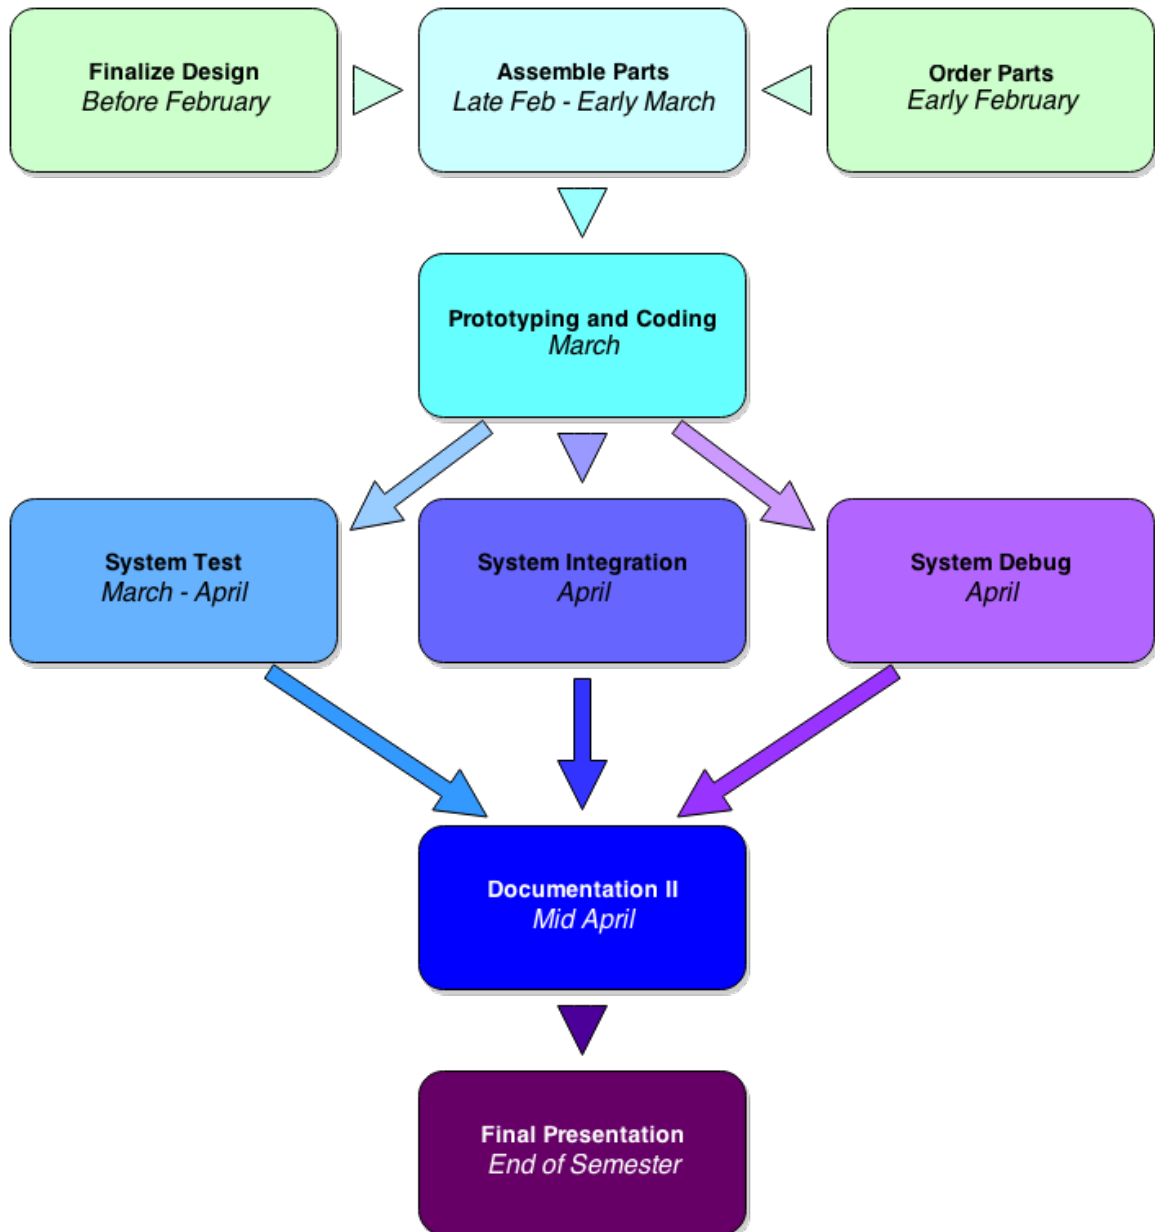 Finalize Design
Before February
Assemble Parts
Late Feb - Early March
Order Parts
Early February
Prototyping and Coding
March
System Test
March - April
System Integration
April
System Debug
April
Documentation II
Mid April
Final Presentation
End of Semester